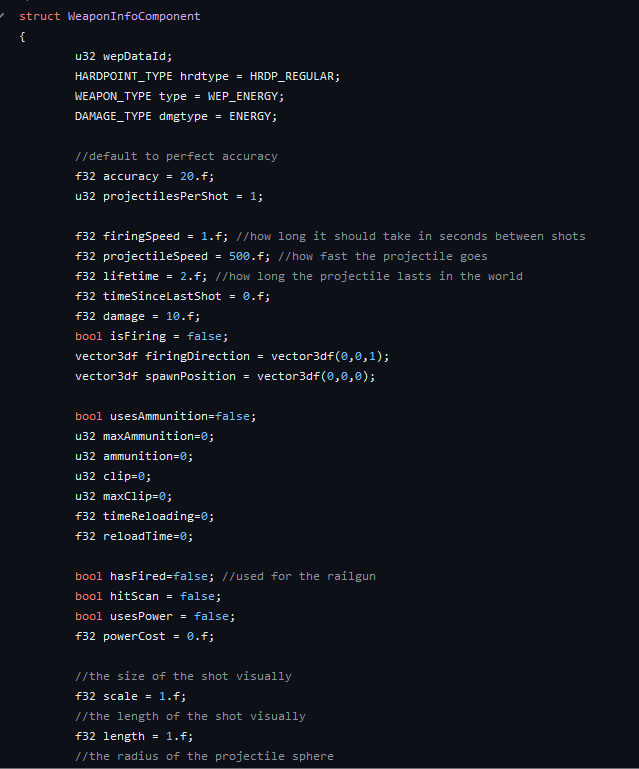 struct WeaponInfoComponent
{
u32 wepDataId;
HARDPOINT_TYPE hrdtype = HRDP_REGULAR;
WEAPON_TYPE type = WEP_ENERGY;
DAMAGE_TYPE dmgtype = ENERGY;
//default to perfect accuracy
f32 accuracy = 20.f;
u32 projectilesPerShot = 1;
f32 firingSpeed = 1.f; //how long it should take in seconds between shots
f32 projectileSpeed = 500.f; //how fast the projectile goes
f32 lifetime = 2.f; //how long the projectile lasts in the world
f32 timeSinceLastShot = 0.f;
f32 damage = 10.f;
bool isFiring = false;
vector3df firingDirection = vector3df(0,0,1);
vector3df spawnPosition = vector3df(0,0,0);
bool usesAmmunition=false;
u32 maxAmmunition=0;
u32 ammunition=0;
u32 clip=0;
u32 maxClip=0;
f32 timeReloading=0;
f32 reloadTime=0;
bool hasFired=false; //used for the railgun
bool hitScan = false;
bool usesPower = false;
f32 powerCost = 0.f;
//the size of the shot visually
f32 scale = 1.f;
//the length of the shot visually
f32 length = 1.f;
//the radius of the projectile sphere